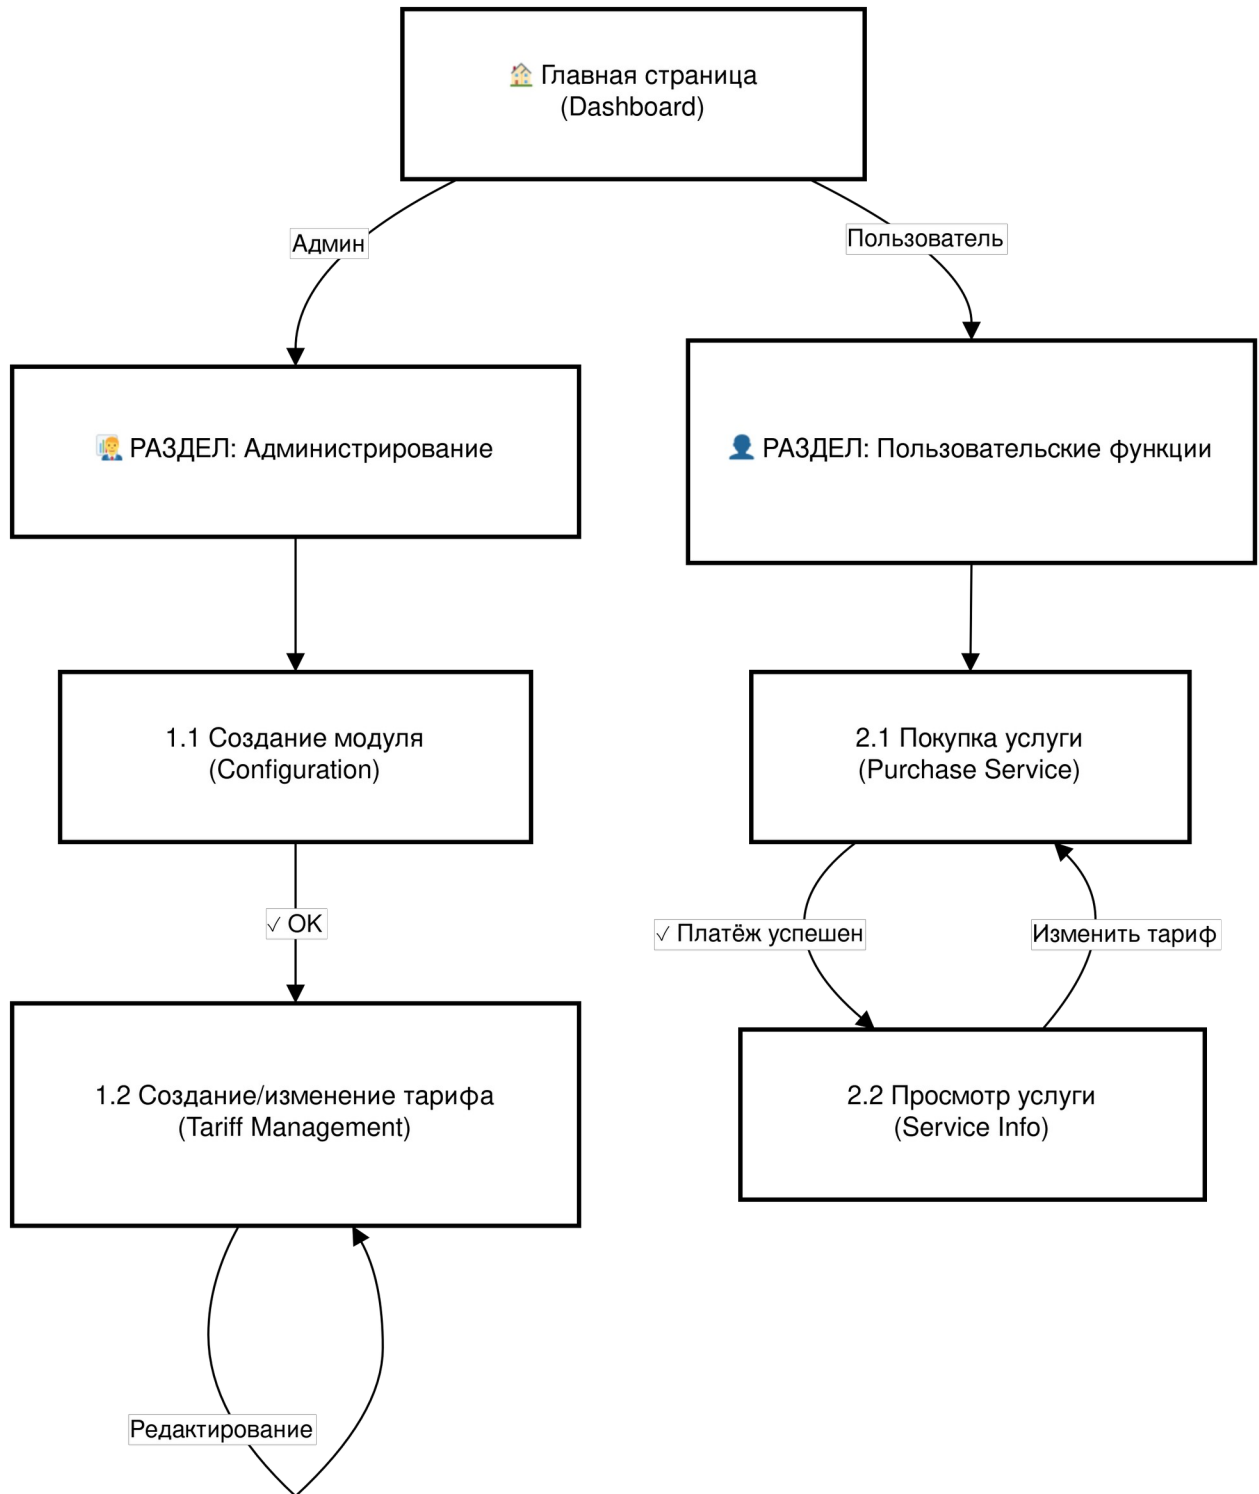 🏠 Главная страница
(Dashboard)
Админ
Пользователь
РАЗДЕЛ: Администрирование
👤 РАЗДЕЛ: Пользовательские функции
1.1 Создание модуля
(Configuration)
2.1 Покупка услуги
(Purchase Service)
✓ OK
✓ Платёж успешен
Изменить тариф
1.2 Создание/изменение тарифа
(Tariff Management)
2.2 Просмотр услуги
(Service Info)
Редактирование